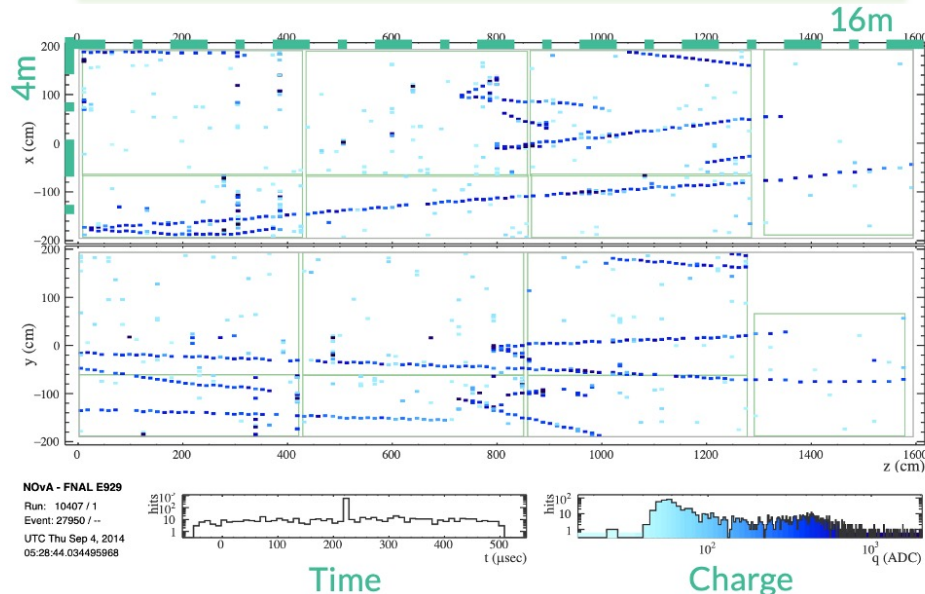 16m
0 200 400 600 800 1000 1200 1400 1600
4m
x (cm)
200
100
0
−100
−200
y (cm)
200
100
0
−100
−200
0 200 400 600 800 1000 1200 1400 1600
z (cm)
NOvA - FNAL E929
Run: 10407 / 1
Event: 27950 / --
UTC Thu Sep 4, 2014
05:28:44.034495968
hits
10²
10
1
0 100 200 300 400 500
t (μsec)
Time
hits
10²
10
1
10² 10³
q (ADC)
Charge